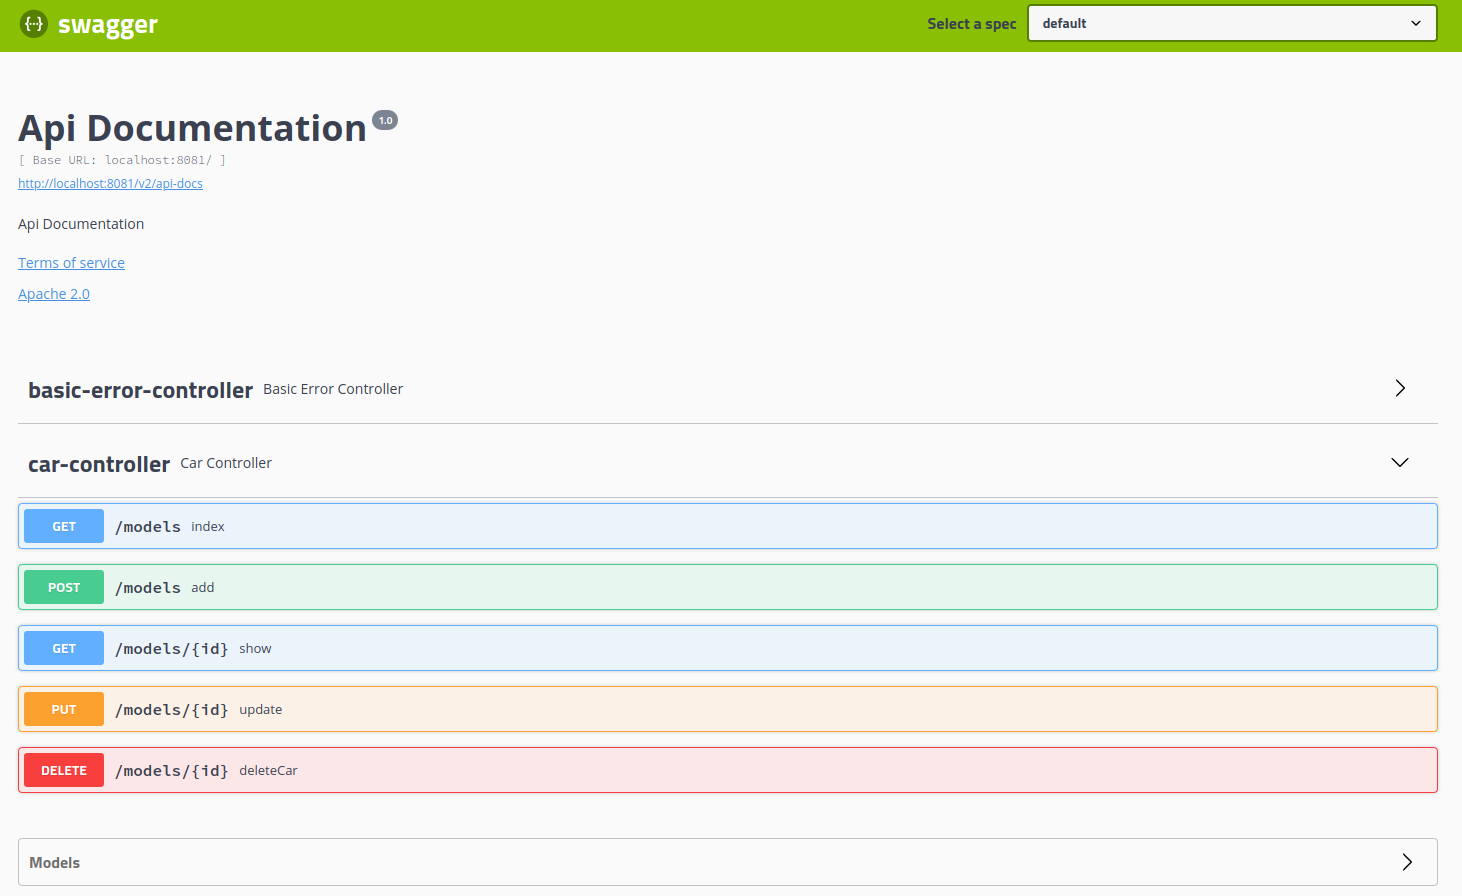 {···} swagger
Select a spec default
Api Documentation 1.0
[ Base URL: localhost:8081/ ]
http://localhost:8081/v2/api-docs
Api Documentation
Terms of service
Apache 2.0
basic-error-controller Basic Error Controller
car-controller Car Controller
GET /models index
POST /models add
GET /models/{id} show
PUT /models/{id} update
DELETE /models/{id} deleteCar
Models